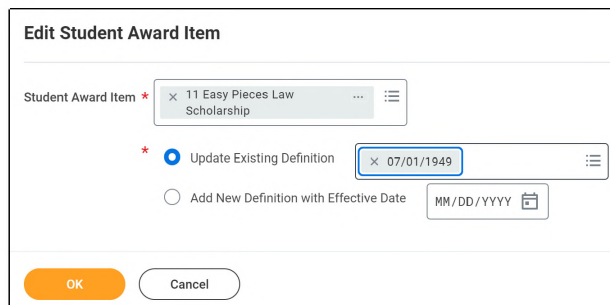 Edit Student Award Item
Student Award Item * × 11 Easy Pieces Law ...
Scholarship
* Update Existing Definition × 07/01/1949
Add New Definition with Effective Date MM/DD/YYYY
OK Cancel